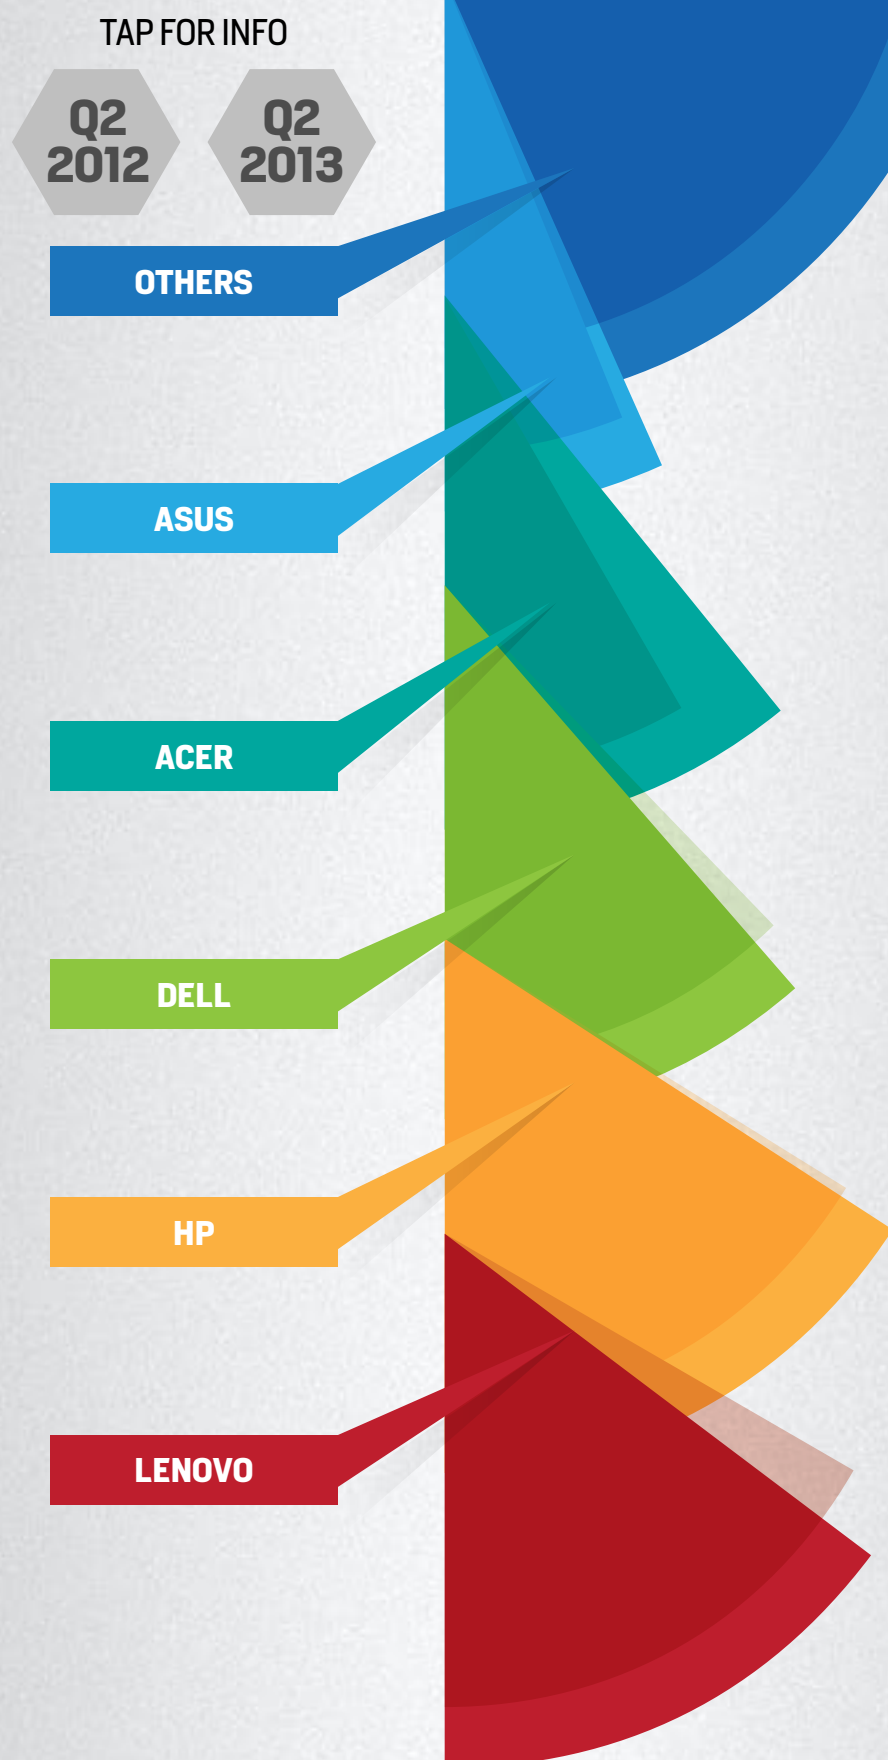 TAP FOR INFO
Q2
2012
Q2
2013
OTHERS
ASUS
ACER
DELL
HP
LENOVO